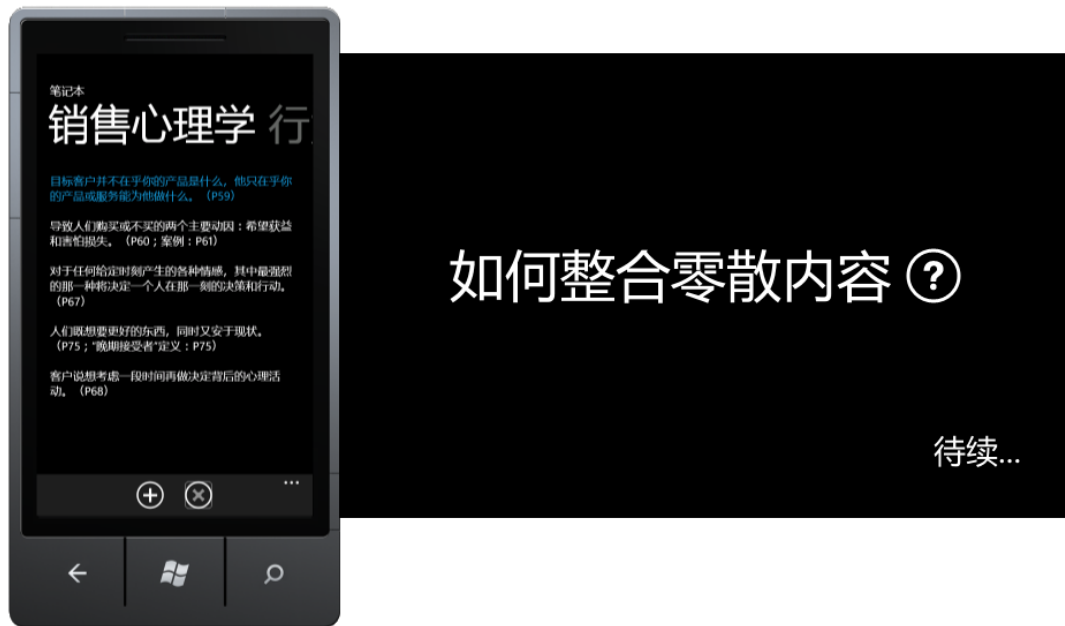 笔记本
销售心理学 行
目标客户并不在乎你的产品是什么，他只在乎你
的产品或服务能为他做什么。（P59）
导致人们购买或不买的两个主要动因：希望获益
和害怕损失。（P60；案例：P61）
对于任何给定时刻产生的各种情感，其中最强烈
的那一种将决定一个人在那一刻的决策和行动。
（P67）
人们既想要更好的东西，同时又安于现状。
（P75；“晚期接受者”定义：P75）
客户说想考虑一段时间再做决定背后的心理活
动。（P68）
...
如何整合零散内容?
待续...